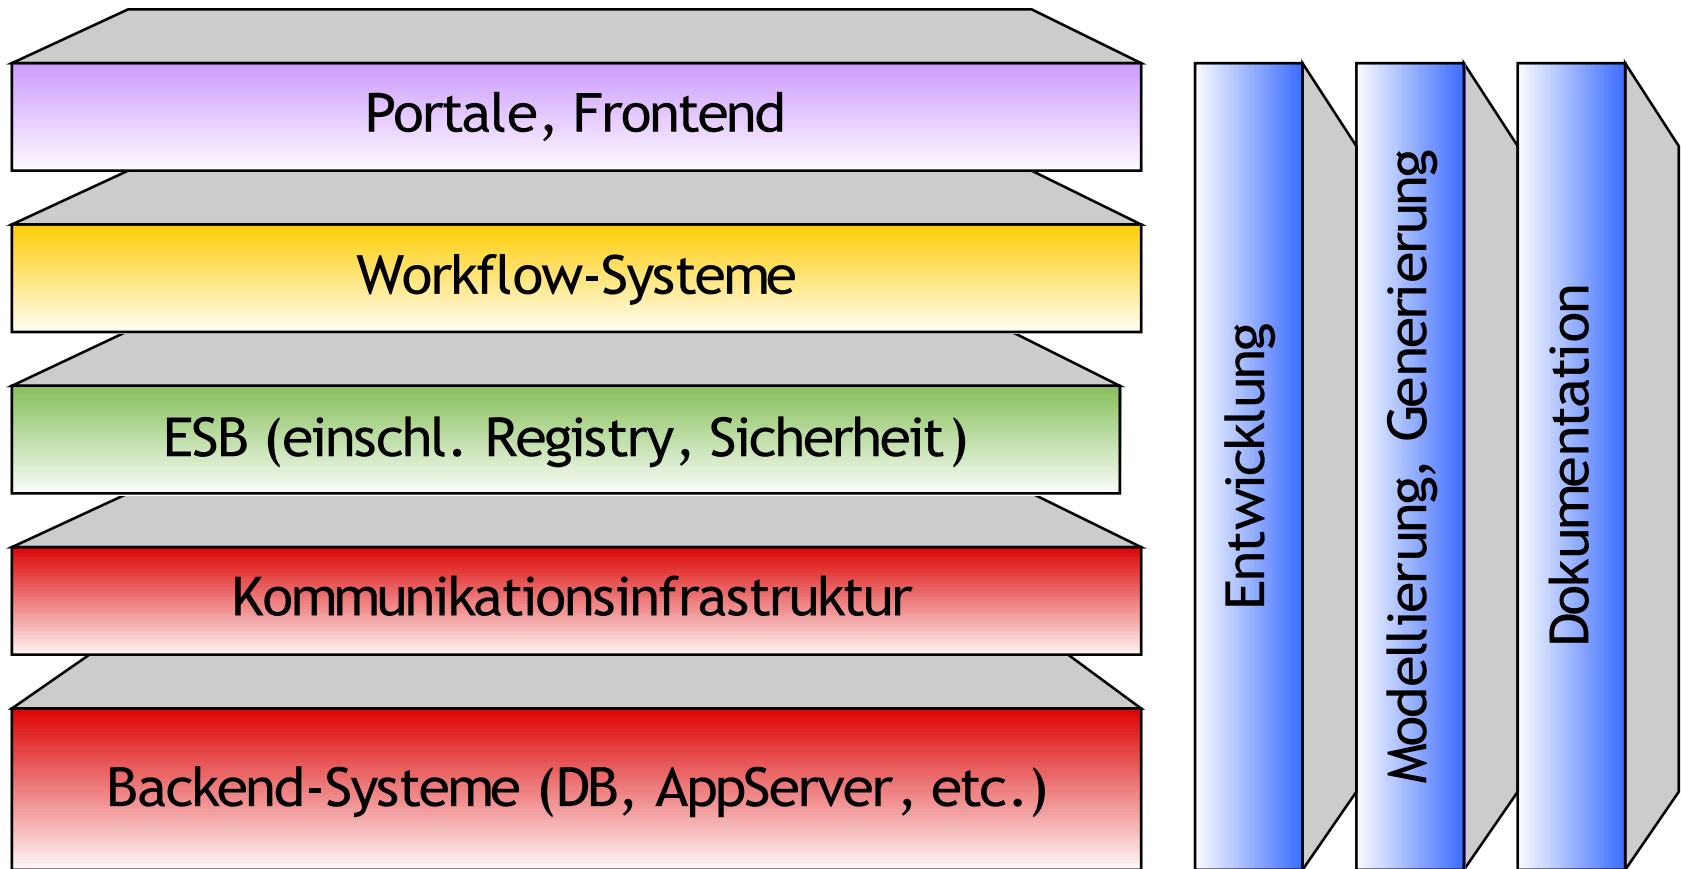 Portale, Frontend
Workflow-Systeme
ESB (einschl. Registry, Sicherheit)
Kommunikationsinfrastruktur
Backend-Systeme (DB, AppServer, etc.)
Entwicklung
Modellierung, Generierung
Dokumentation